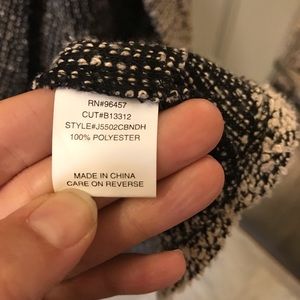 RN#96457
CUT#B13312
STYLE#J5502CBNDH
100% POLYESTER
MADE IN CHINA
CARE ON REVERSE